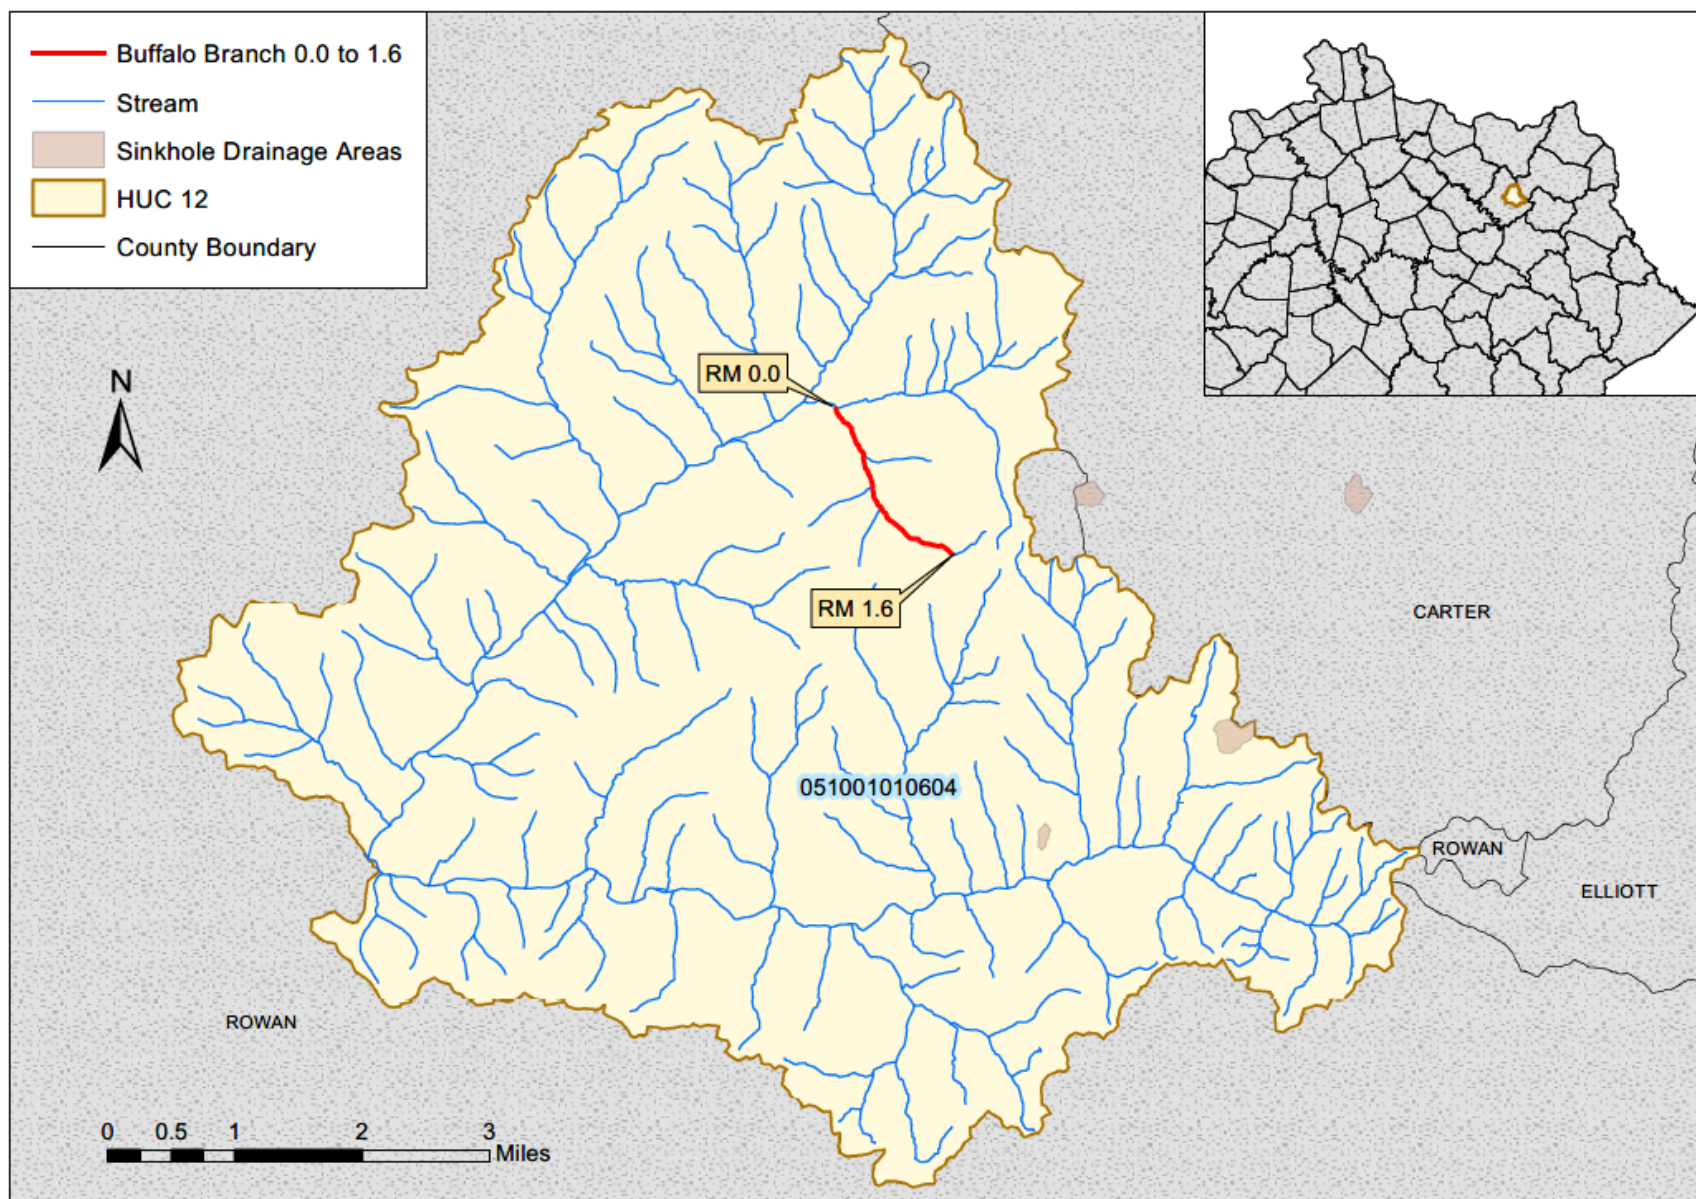 Buffalo Branch 0.0 to 1.6
Stream
Sinkhole Drainage Areas
HUC 12
County Boundary
N
RM 0.0
RM 1.6
CARTER
051001010604
ROWAN
ELLIOTT
ROWAN
0 0.5 1 2 3
Miles